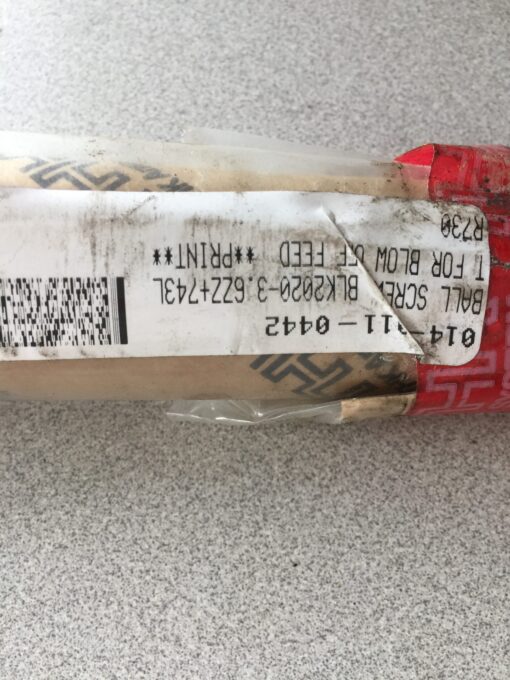 014-011-0442
BALL SCREW BLK2020-3.6ZZ+743L
T FOR BLOW OFF FEED **PRINT**
R730